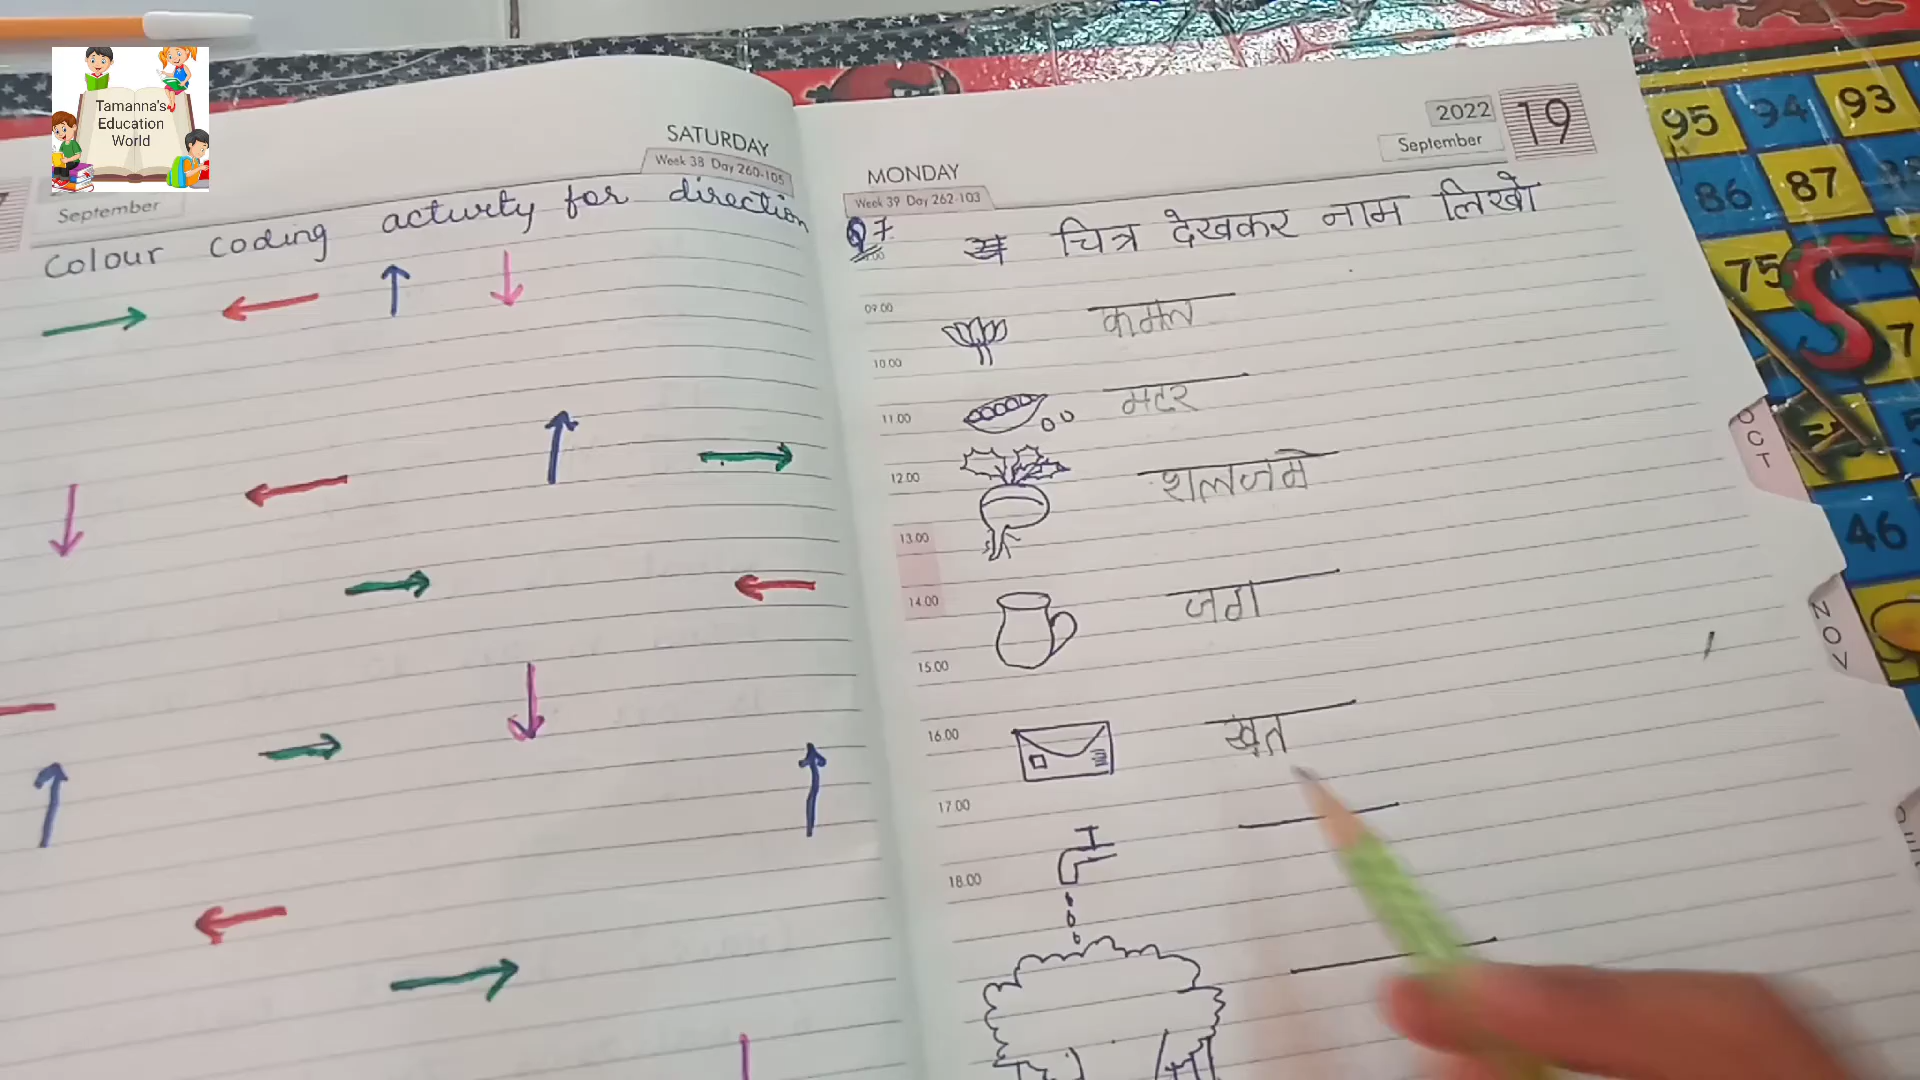 Tamanna's
Education
World
SATURDAY
Week 38 Day 260-105
September
Colour coding activity for direction
2022
19
September
MONDAY
Week 39 Day 262-103
Q7 चित्र देखकर नाम लिखो
09.00
कमल
10.00
11.00
मटर
12.00
शलजम
13.00
14.00
जग
15.00
16.00
खत
17.00
18.00
OCT
NOV
95 94 93
86 87
75
7
46